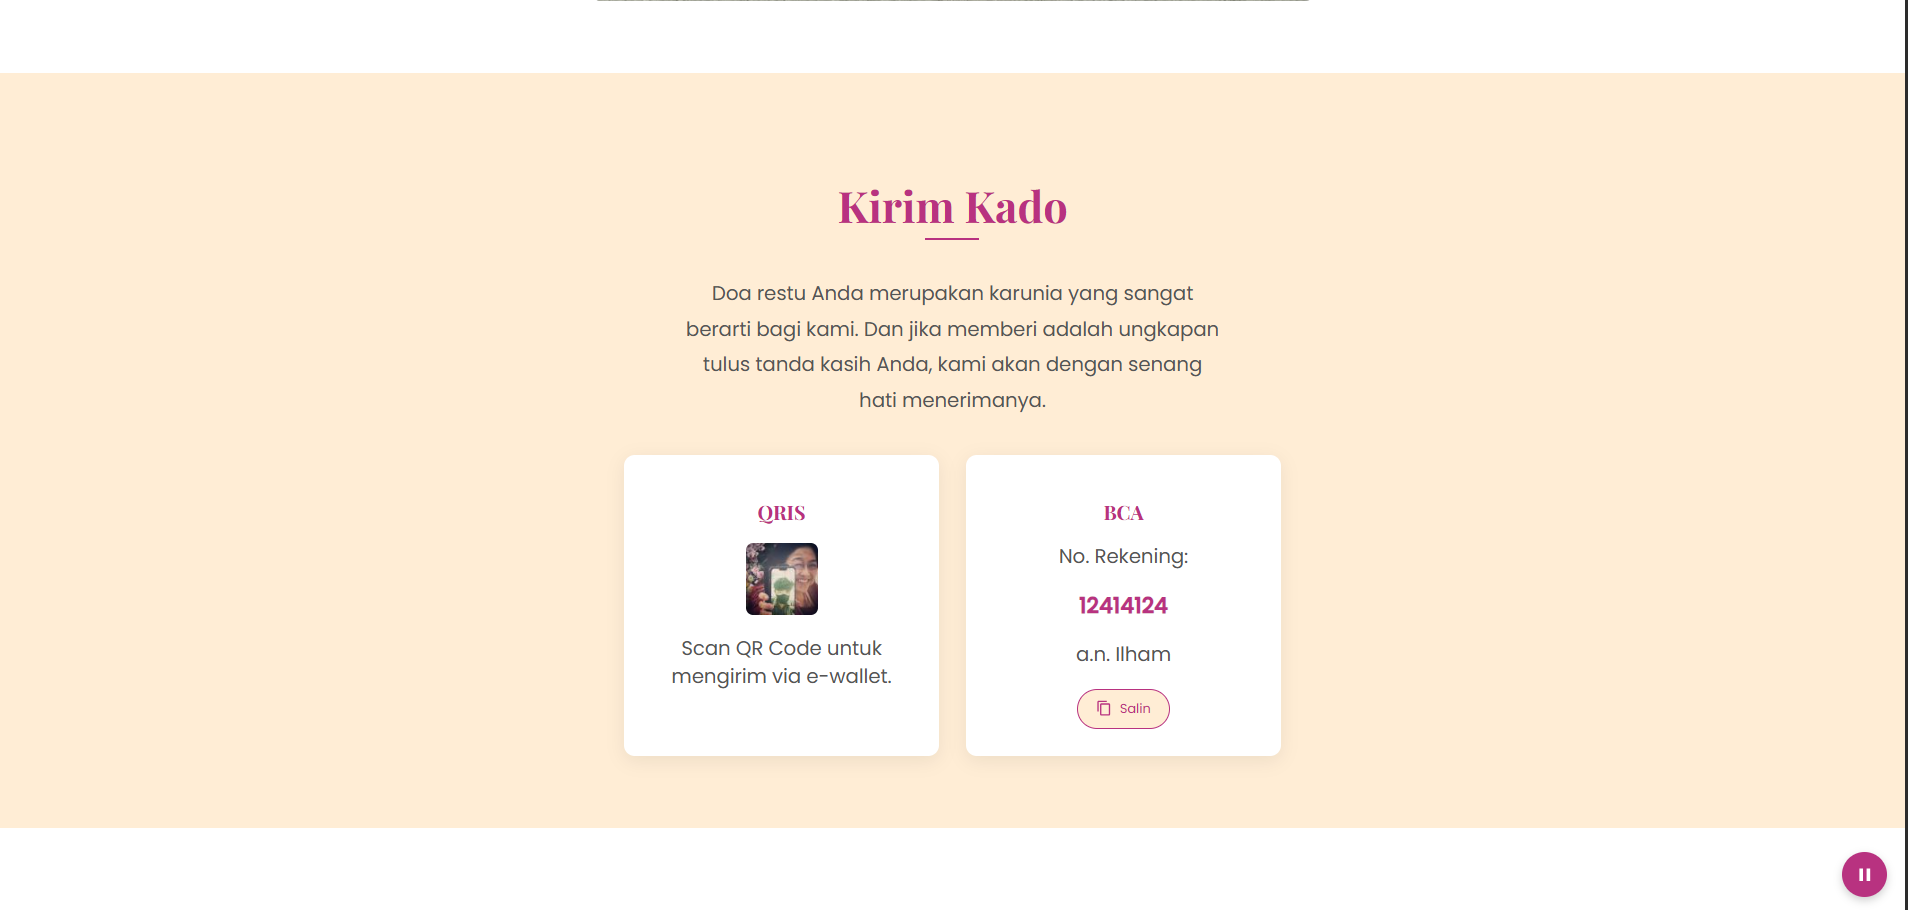 Kirim Kado
Doa restu Anda merupakan karunia yang sangat
berarti bagi kami. Dan jika memberi adalah ungkapan
tulus tanda kasih Anda, kami akan dengan senang
hati menerimanya.
QRIS
Scan QR Code untuk
mengirim via e-wallet.
BCA
No. Rekening:
12414124
a.n. Ilham
Salin